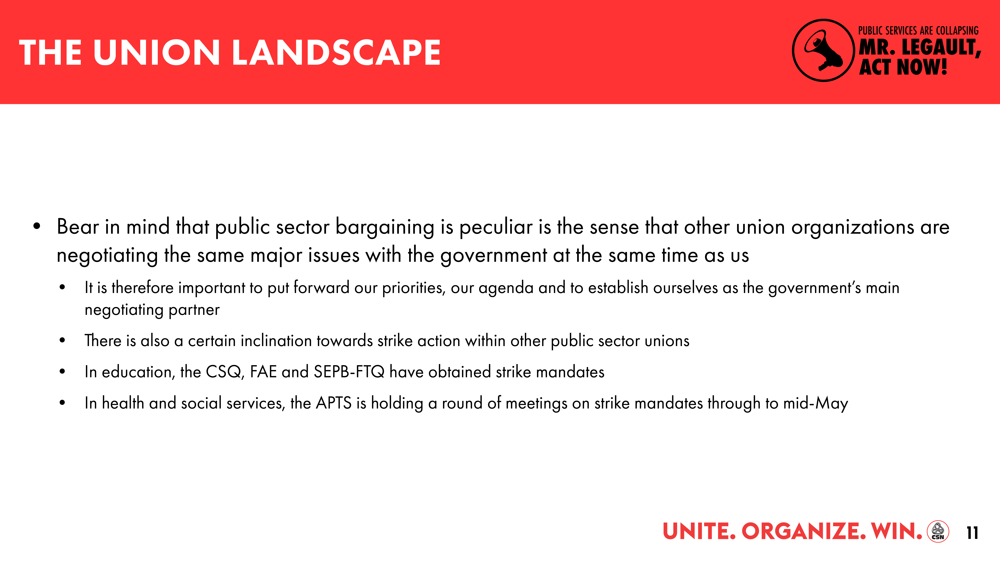 THE UNION LANDSCAPE
PUBLIC SERVICES ARE COLLAPSING
MR. LEGAULT,
ACT NOW!
• Bear in mind that public sector bargaining is peculiar is the sense that other union organizations are
negotiating the same major issues with the government at the same time as us
• It is therefore important to put forward our priorities, our agenda and to establish ourselves as the government’s main
negotiating partner
• There is also a certain inclination towards strike action within other public sector unions
• In education, the CSQ, FAE and SEPB-FTQ have obtained strike mandates
• In health and social services, the APTS is holding a round of meetings on strike mandates through to mid-May
UNITE. ORGANIZE. WIN.
CSN
11